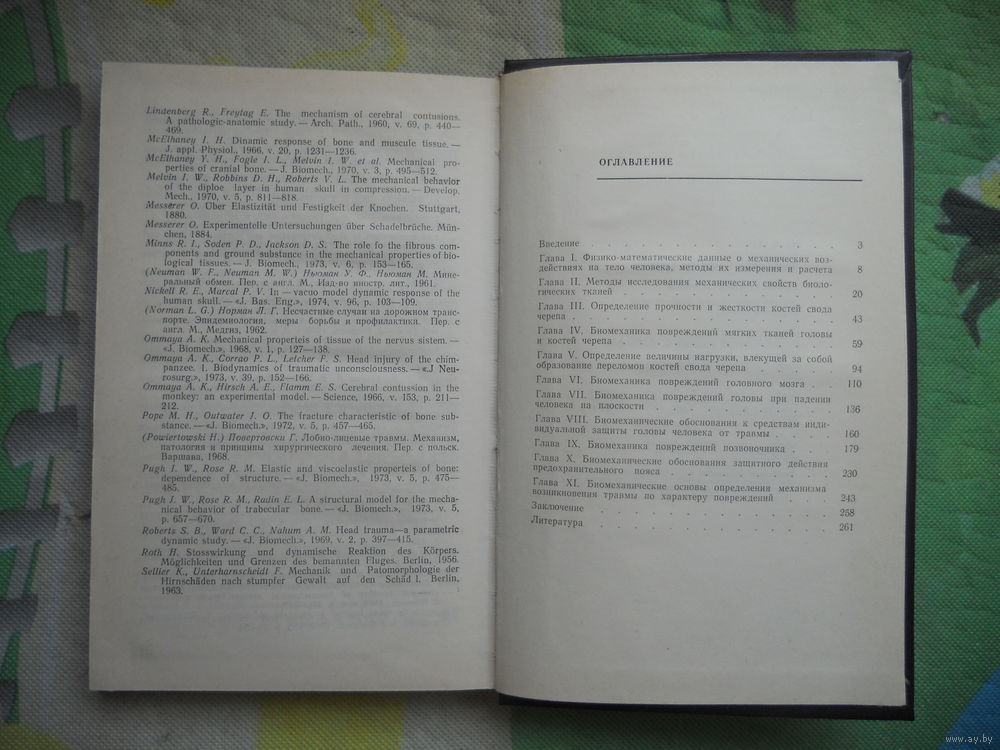 Lindenberg R., Freytag E. The mechanism of cerebral contusions.
A pathologic-anatomic study. — Arch. Path., 1960, v. 69, p. 440—
469.
McElhaney I. H. Dinamic response of bone and muscule tissue. —
J. appl. Physiol., 1966, v. 20, p. 1231—1236.
McElhaney Y. H., Fogle I. L., Melvin I. W. et al. Mechanical pro-
perties of cranial bone. — J. Biomech., 1970, v. 3, p. 495—512.
Melvin I. W., Robbins D. H., Roberts V. L. The mechanical behavior
of the diploe layer in human skull in compression. — Develop.
Mech., 1970, v. 5, p. 811—818.
Messerer O. Über Elastizität und Festigkeit der Knochen. Stuttgart,
1880.
Messerer O. Experimentelle Untersuchungen über Schadelbrüche. Mün-
chen, 1884.
Minns R. I., Soden P. D., Jackson D. S. The role fo the fibrous com-
ponents and ground substance in the mechanical properties of bio-
logical tissues. — J. Biomech., 1973, v. 6, p. 153—165.
(Neuman W. F., Neuman M. W.) Ньюман У. Ф., Ньюман М. Мине-
ральный обмен. Пер. с англ. М., Изд-во иностр. лит., 1961.
Nickell R. E., Marcal P. V. In — vacuo model dynamic response of the
human skull. — «J. Bas. Eng.», 1974, v. 96, p. 103—109.
(Norman L. G.) Норман Л. Г. Несчастные случаи на дорожном транс-
порте. Эпидемиология, меры борьбы и профилактика. Пер. с
англ. М., Медгиз, 1962.
Ommaya A. K. Mechanical properteis of tissue of the nervus sistem. —
«J. Biomech.», 1968, v. 1, p. 127—138.
Ommaya A. K., Corrao P. L., Letcher F. S. Head injury of the chim-
panzee. I. Biodynamics of traumatic unconsciousness. — «J Neu-
rosurg.», 1973, v. 39, p. 152—166.
Ommaya A. K., Hirsch A. E., Flamm E. S. Cerebral contussion in the
monkey: an experimental model. — Science, 1966, v. 153, p. 211—
212.
Pope M. H., Outwater J. O. The fracture characteristic of bone sub-
stance. — «J. Biomech.», 1972, v. 5, p. 457—465.
(Powiertowski H.) Повертовски Г. Лобно-лицевые травмы. Механизм,
патология и принципы хирургического лечения. Пер. с польск.
Варшава, 1968.
Pugh I. W., Rose R. M. Elastic and viscoelastic properteis of bone:
dependence of structure. — «J. Biomech.», 1973, v. 5, p. 475—
485.
Pugh J. W., Rose R. M., Radin E. L. A structural model for the mecha-
nical behavior of trabecular bone. — «J. Biomech.», 1973, v. 5,
p. 657—670.
Roberts S. B., Ward C. C., Nahum A. M. Head trauma—a parametric
dynamic study. — «J. Biomech.», 1969, v. 2, p. 397—415.
Roth H. Stosswirkung und dynamische Reaktion des Körpers.
Möglichkeiten und Grenzen des bemannten Fluges. Berlin, 1956.
Sellier K., Unterharnscheidt F. Mechanik und Patomorphologie der
Hirnschäden nach stumpfer Gewalt auf den Schäd l. Berlin,
1963.
ОГЛАВЛЕНИЕ
Введение . . . 3
Глава I. Физико-математические данные о механических воз-
действиях на тело человека, методы их измерения и расчета 8
Глава II. Методы исследования механических свойств биоло-
гических тканей . . . 20
Глава III. Определение прочности и жесткости костей свода
черепа . . . 43
Глава IV. Биомеханика повреждений мягких тканей головы
и костей черепа . . . 59
Глава V. Определение величины нагрузки, влекущей за собой
образование переломов костей свода черепа . . . 94
Глава VI. Биомеханика повреждений головного мозга . . 110
Глава VII. Биомеханика повреждений головы при падении
человека на плоскости . . . 136
Глава VIII. Биомеханические обоснования к средствам инди-
видуальной защиты головы человека от травмы . . . 160
Глава IX. Биомеханика повреждений позвоночника . . 179
Глава X. Биомеханические обоснования защитного действия
предохранительного пояса . . . 230
Глава XI. Биомеханические основы определения механизма
возникновения травмы по характеру повреждений . . . 243
Заключение . . . 258
Литература . . . 261
www.ay.by